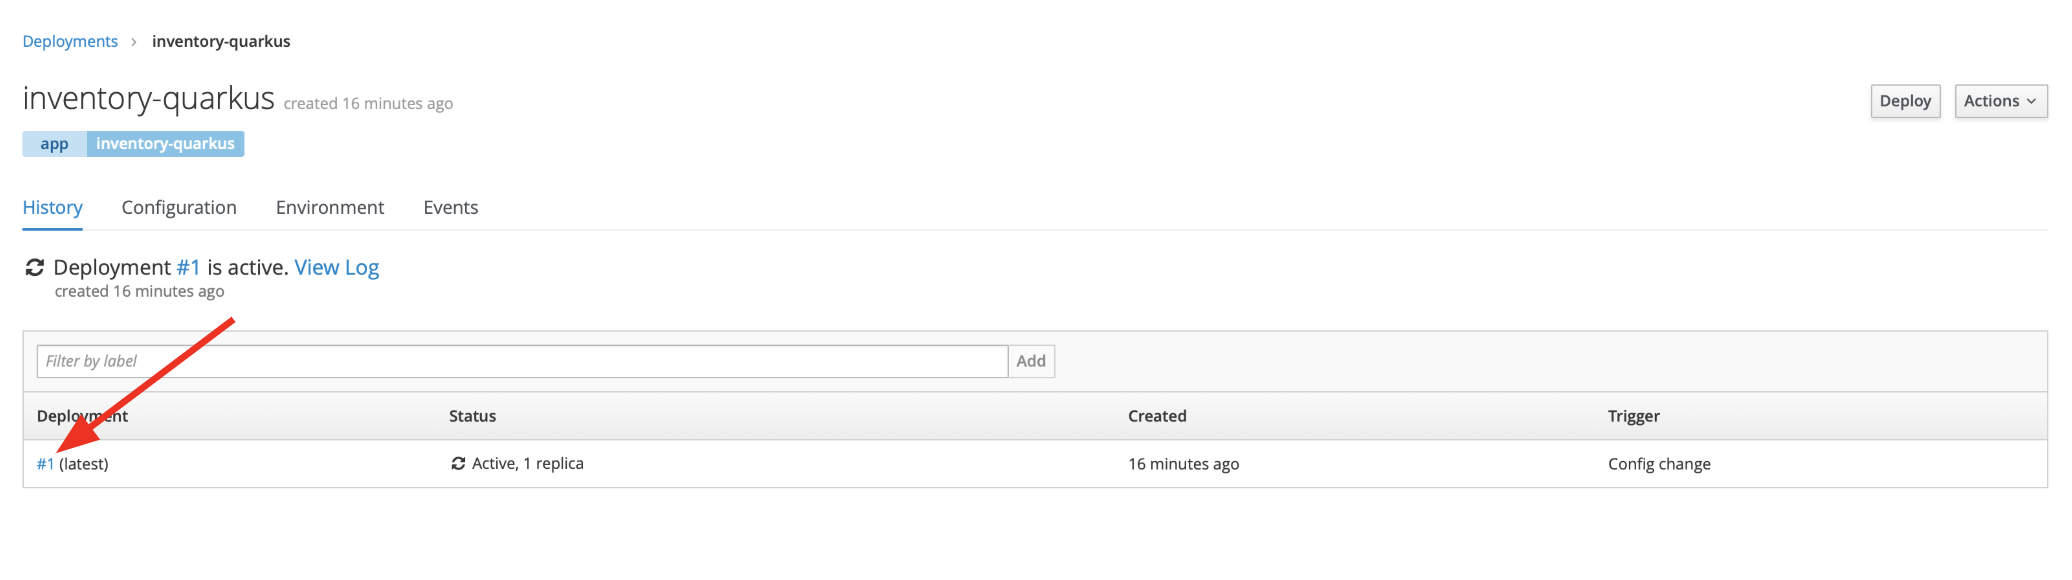 Deployments > inventory-quarkus
inventory-quarkus created 16 minutes ago
Deploy Actions
app inventory-quarkus
History Configuration Environment Events
Deployment #1 is active. View Log
created 16 minutes ago
Filter by label Add
Deployment Status Created Trigger
#1 (latest) Active, 1 replica 16 minutes ago Config change